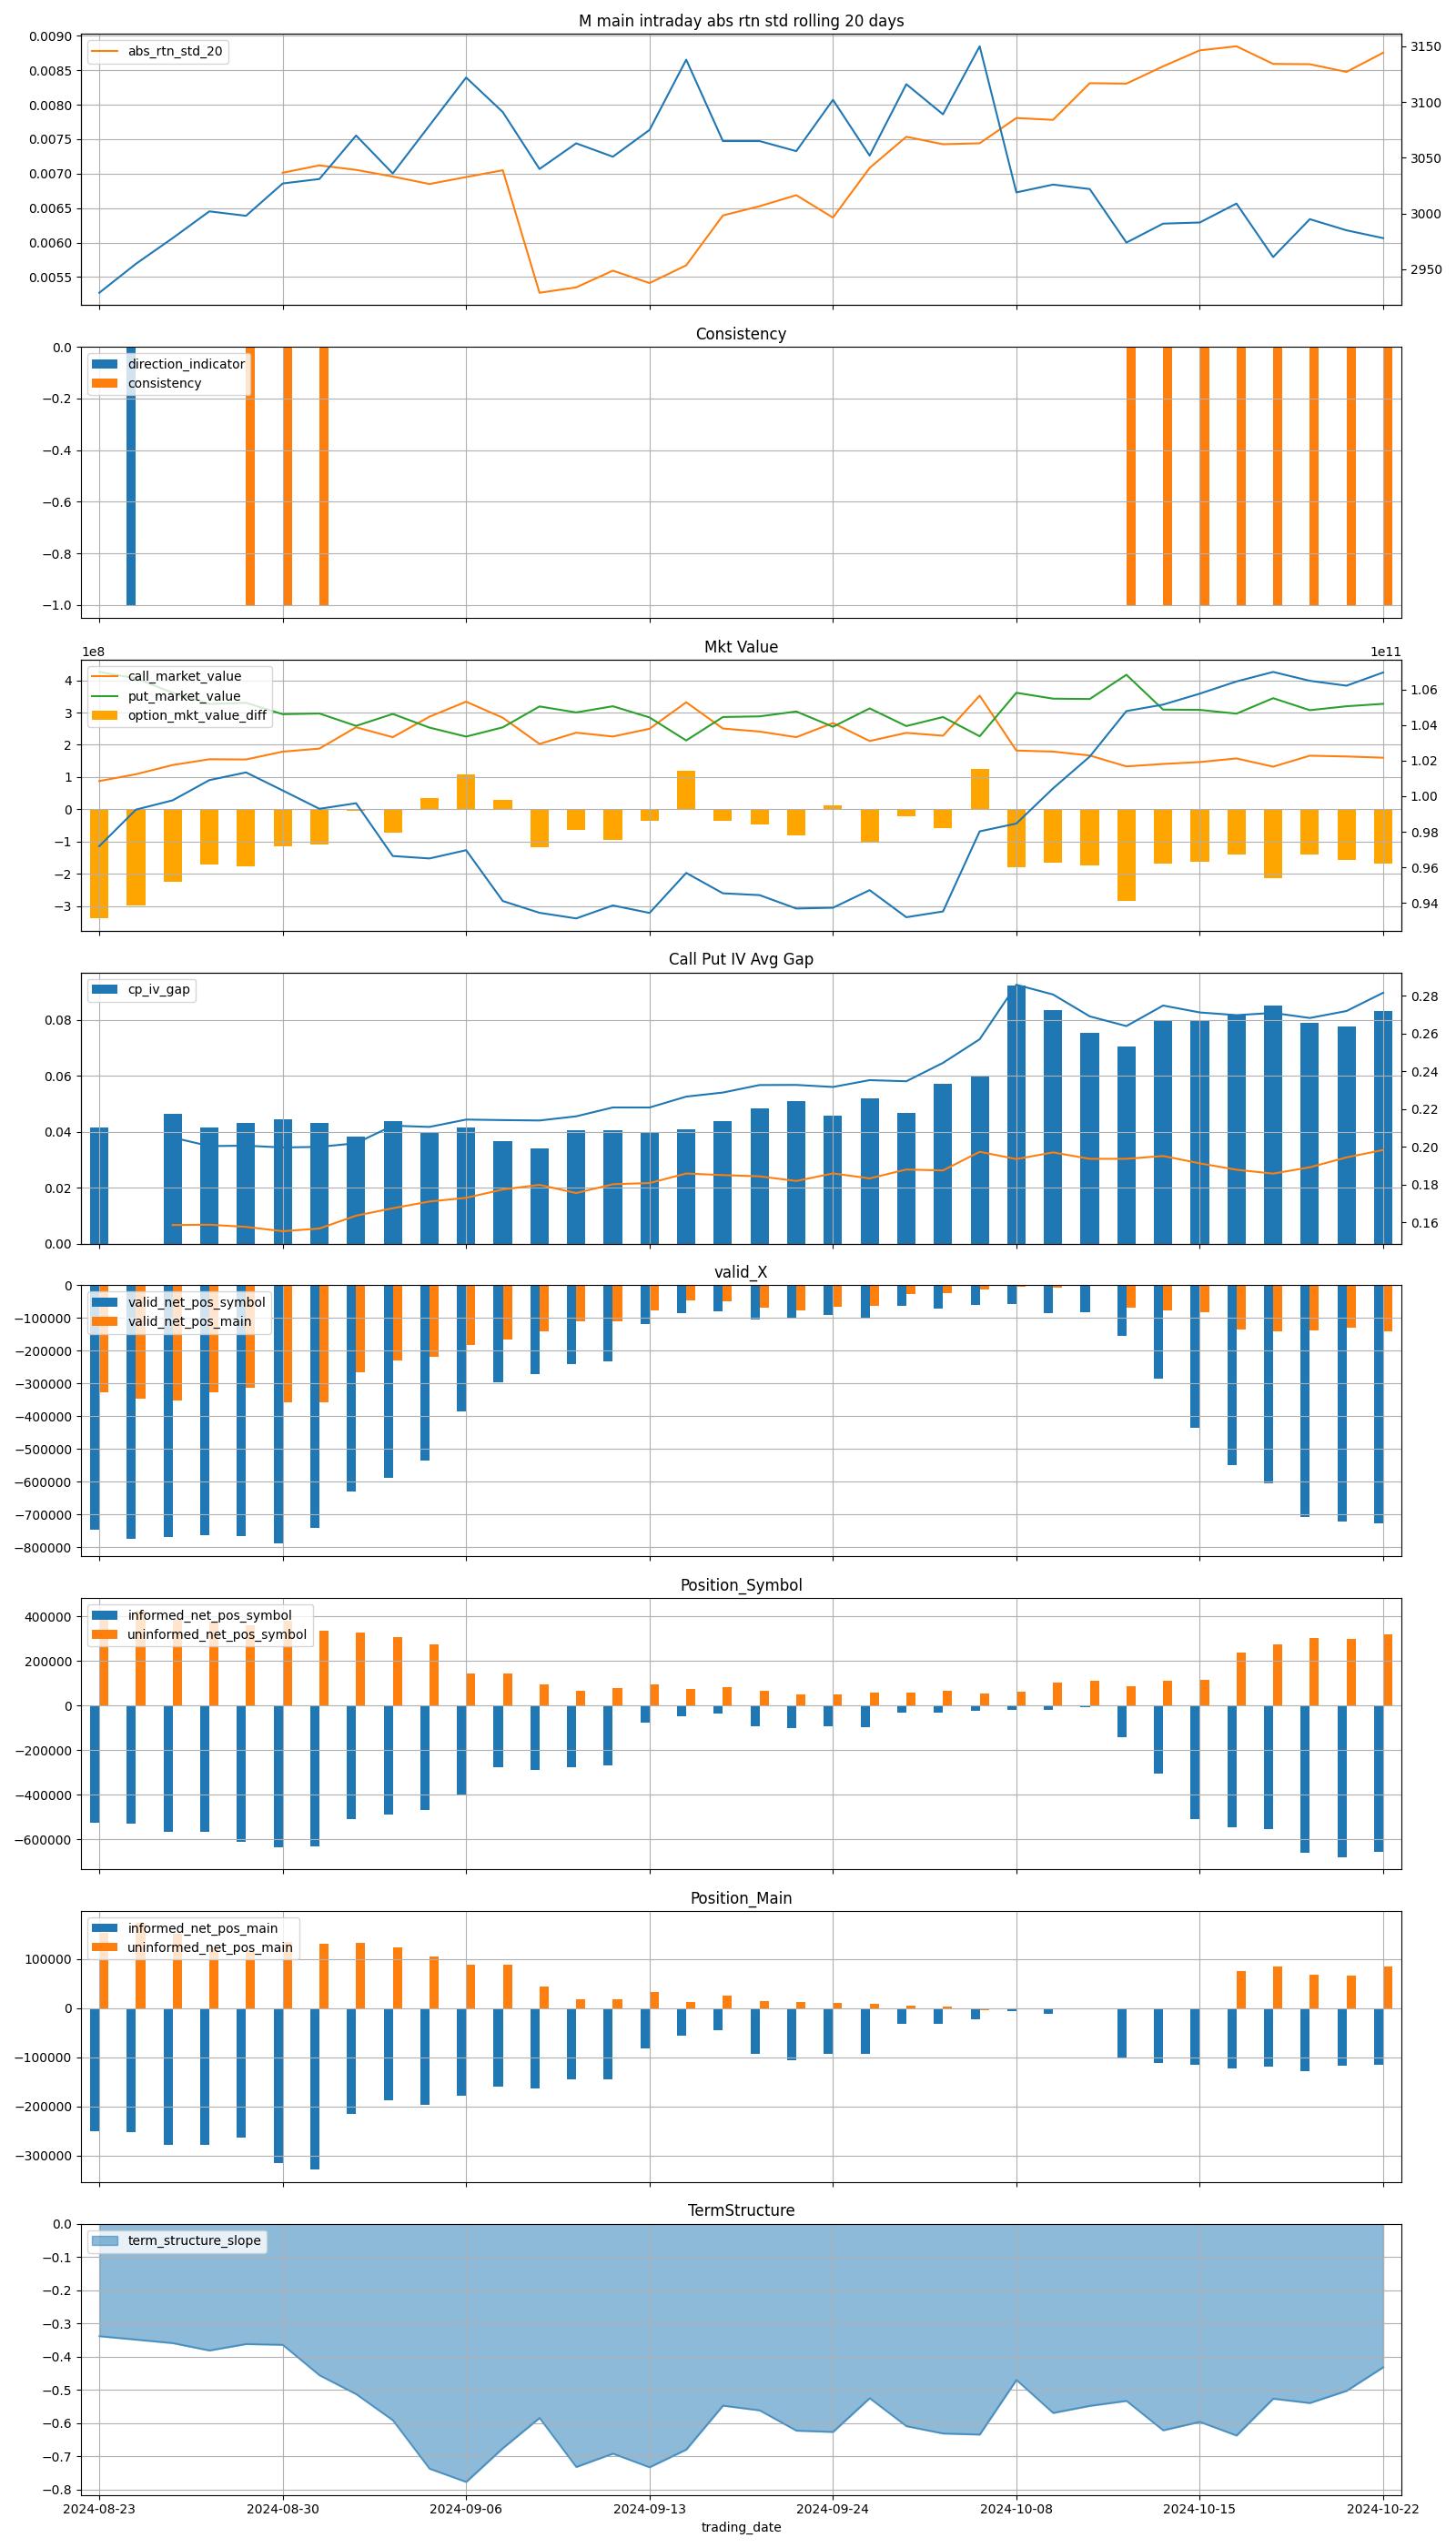 M main intraday abs rtn std rolling 20 days
abs_rtn_std_20
0.0090
0.0085
0.0080
0.0075
0.0070
0.0065
0.0060
0.0055
3150
3100
3050
3000
2950
Consistency
direction_indicator
consistency
0.0
−0.2
−0.4
−0.6
−0.8
−1.0
Mkt Value
1e8
1e11
call_market_value
put_market_value
option_mkt_value_diff
4
3
2
1
0
−1
−2
−3
1.06
1.04
1.02
1.00
0.98
0.96
0.94
Call Put IV Avg Gap
cp_iv_gap
0.08
0.06
0.04
0.02
0.00
0.28
0.26
0.24
0.22
0.20
0.18
0.16
valid_X
valid_net_pos_symbol
valid_net_pos_main
0
−100000
−200000
−300000
−400000
−500000
−600000
−700000
−800000
Position_Symbol
informed_net_pos_symbol
uninformed_net_pos_symbol
400000
200000
0
−200000
−400000
−600000
Position_Main
informed_net_pos_main
uninformed_net_pos_main
100000
0
−100000
−200000
−300000
TermStructure
term_structure_slope
0.0
−0.1
−0.2
−0.3
−0.4
−0.5
−0.6
−0.7
−0.8
2024-08-23 2024-08-30 2024-09-06 2024-09-13 2024-09-24 2024-10-08 2024-10-15 2024-10-22
trading_date